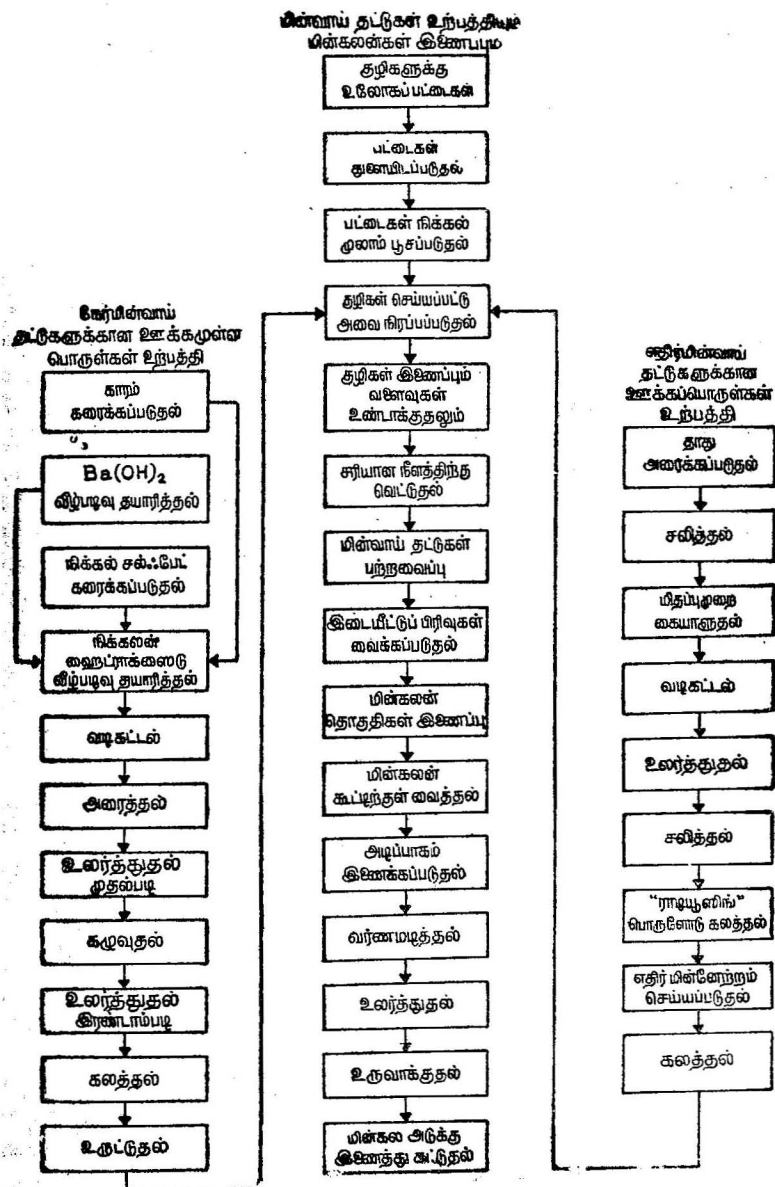 மின்வாய் தட்டுகள் உற்பத்தியும்
மின்கலன்கள் இணைப்பும்
குழிகளுக்கு
உலோகப் பட்டைகள்
பட்டைகள்
துளையிடப்படுதல்
பட்டைகள் நிக்கல்
முலாம் பூசப்படுதல்
குழிகள் செய்யப்பட்டு
அவை நிரப்பப்படுதல்
குழிகள் இணைப்பும்
வளைவுகள்
உண்டாக்குதலும்
சரியான நீளத்திற்கு
வெட்டுதல்
மின்வாய் தட்டுகள்
பற்றவைப்பு
இடையீட்டுப் பிரிவுகள்
வைக்கப்படுதல்
மின்கலன்
தொகுதிகள் இணைப்பு
மின்கலன்
கூட்டிற்குள் வைத்தல்
அடிப்பாகம்
இணைக்கப்படுதல்
வர்ணமடித்தல்
உலர்த்துதல்
உருவாக்குதல்
மின்கல அடுக்கு
இணைத்து கட்டுதல்
நேர்மின்வாய்
தட்டுகளுக்கான ஊக்கமுள்ள
பொருள்கள் உற்பத்தி
காரம்
கரைக்கப்படுதல்
Ba(OH)₂
வீழ்படிவு தயாரித்தல்
நிக்கல் சல்ஃபேட்
கரைக்கப்படுதல்
நிக்கலன்
ஹைட்ராக்ஸைடு
வீழ்படிவு தயாரித்தல்
வடிகட்டல்
அரைத்தல்
உலர்த்துதல்
முதல்படி
கழுவுதல்
உலர்த்துதல்
இரண்டாம்படி
கலத்தல்
உருட்டுதல்
எதிர்மின்வாய்
தட்டுகளுக்கான
ஊக்கப்பொருள்கள்
உற்பத்தி
தாது
அரைக்கப்படுதல்
சலித்தல்
மிதப்புமுறை
கையாளுதல்
வடிகட்டல்
உலர்த்துதல்
சலித்தல்
"ராடியூஸிங்"
பொருளோடு கலத்தல்
எதிர் மின்னேற்றம்
செய்யப்படுதல்
கலத்தல்